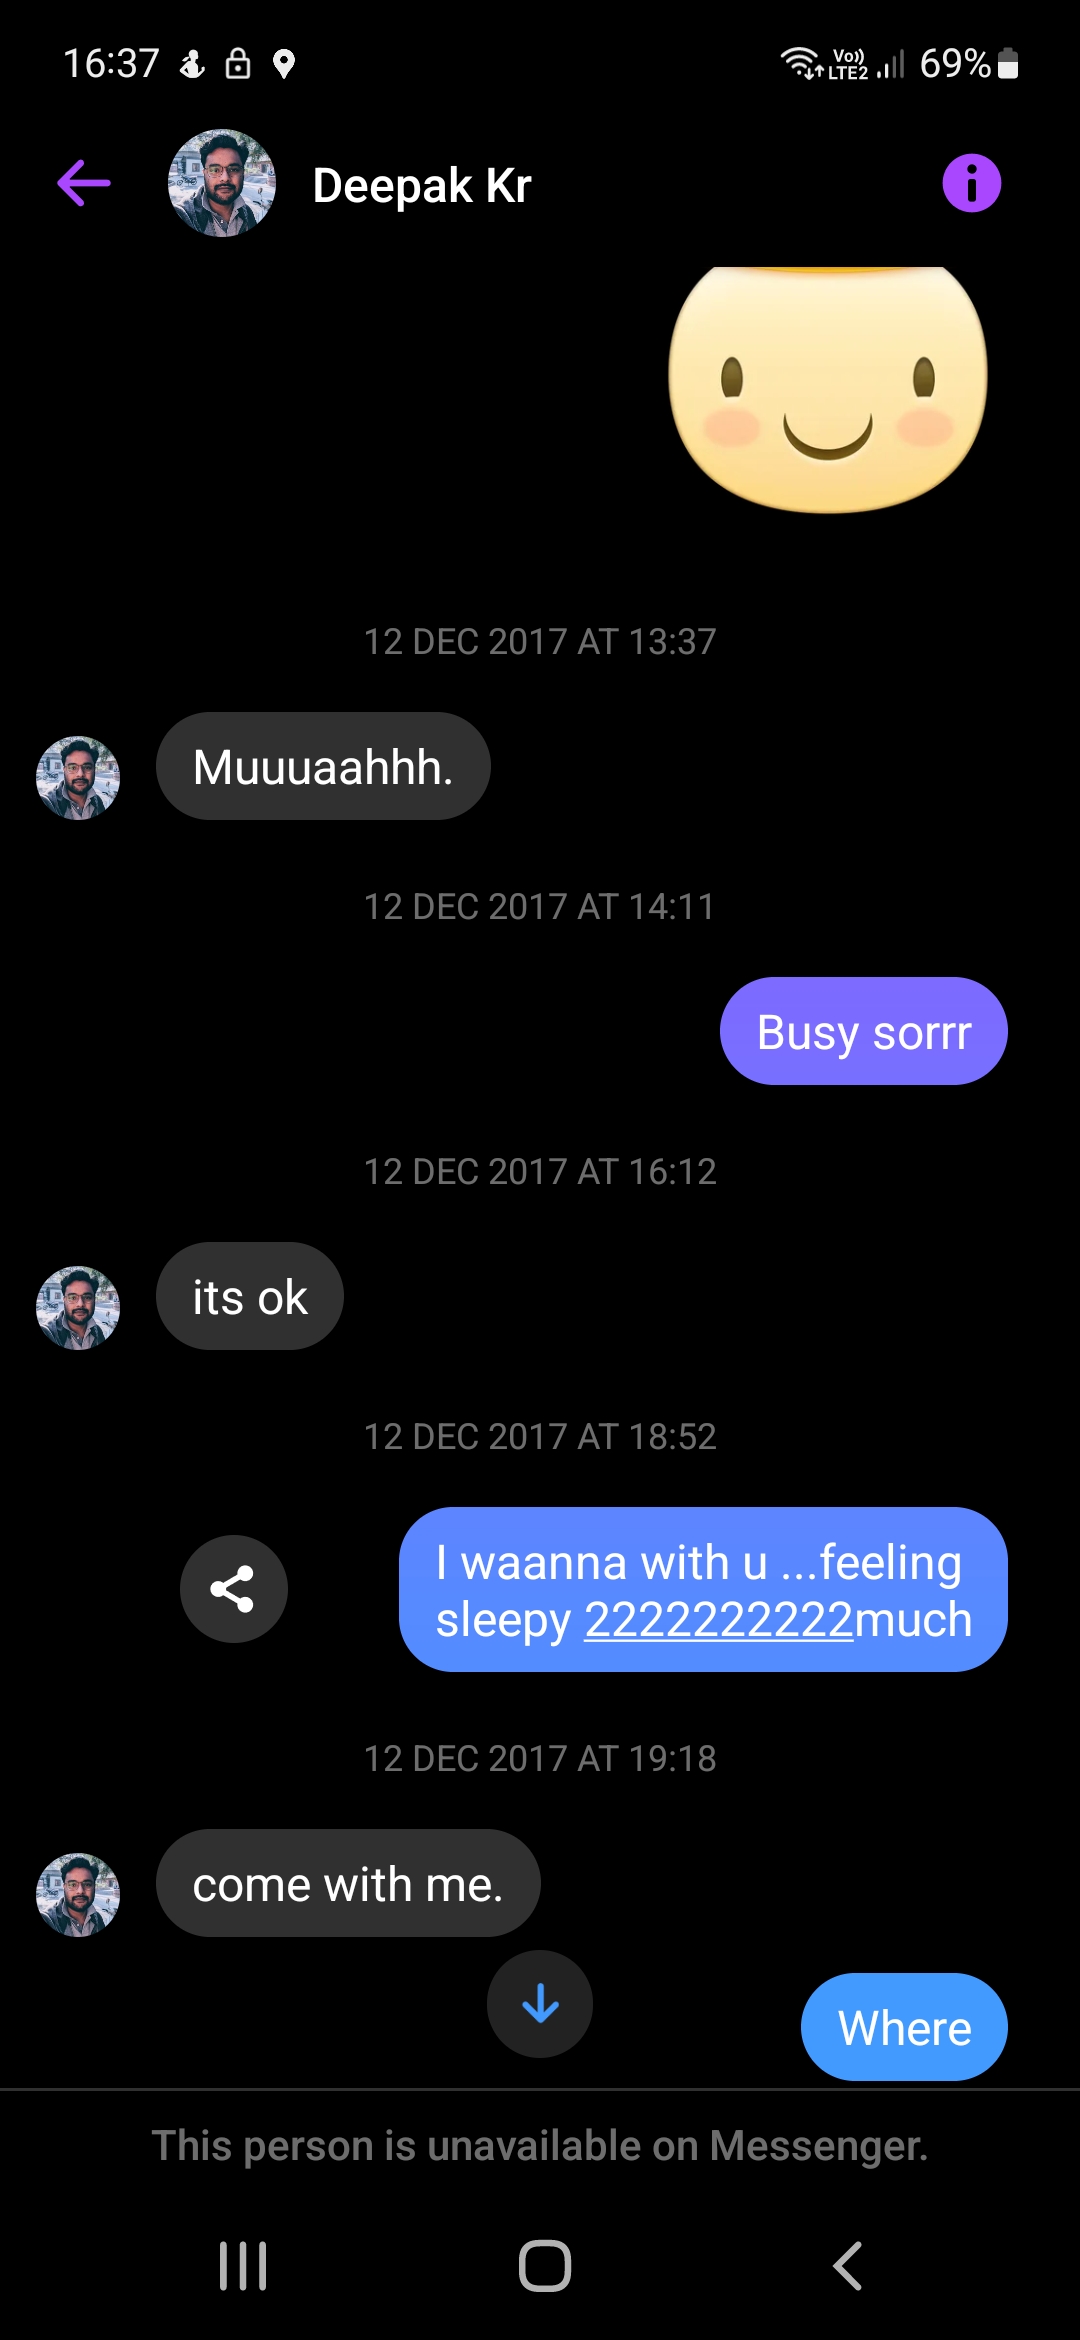 16:37
Vo))
LTE2
69%
Deepak Kr
12 DEC 2017 AT 13:37
Muuuaahhh.
12 DEC 2017 AT 14:11
Busy sorrr
12 DEC 2017 AT 16:12
its ok
12 DEC 2017 AT 18:52
I waanna with u ...feeling
sleepy 2222222222much
12 DEC 2017 AT 19:18
come with me.
Where
This person is unavailable on Messenger.